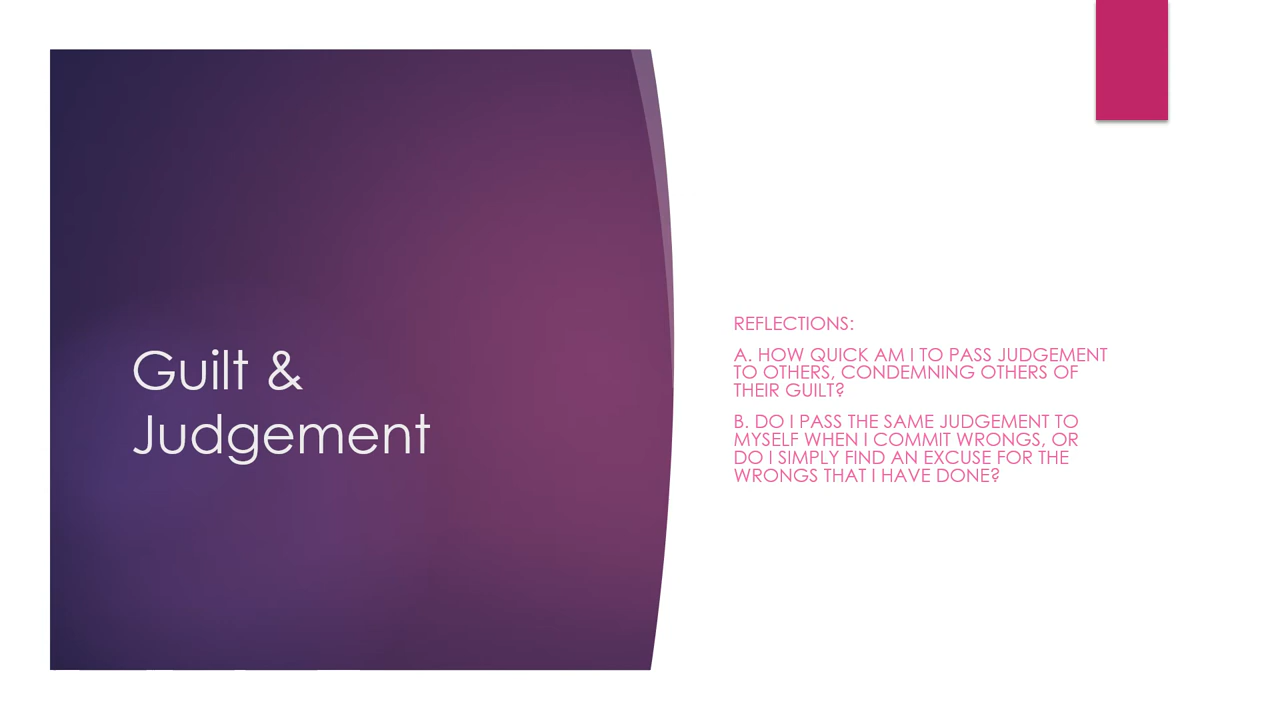 Guilt &
Judgement
REFLECTIONS:
A. HOW QUICK AM I TO PASS JUDGEMENT
TO OTHERS, CONDEMNING OTHERS OF
THEIR GUILT?
B. DO I PASS THE SAME JUDGEMENT TO
MYSELF WHEN I COMMIT WRONGS, OR
DO I SIMPLY FIND AN EXCUSE FOR THE
WRONGS THAT I HAVE DONE?